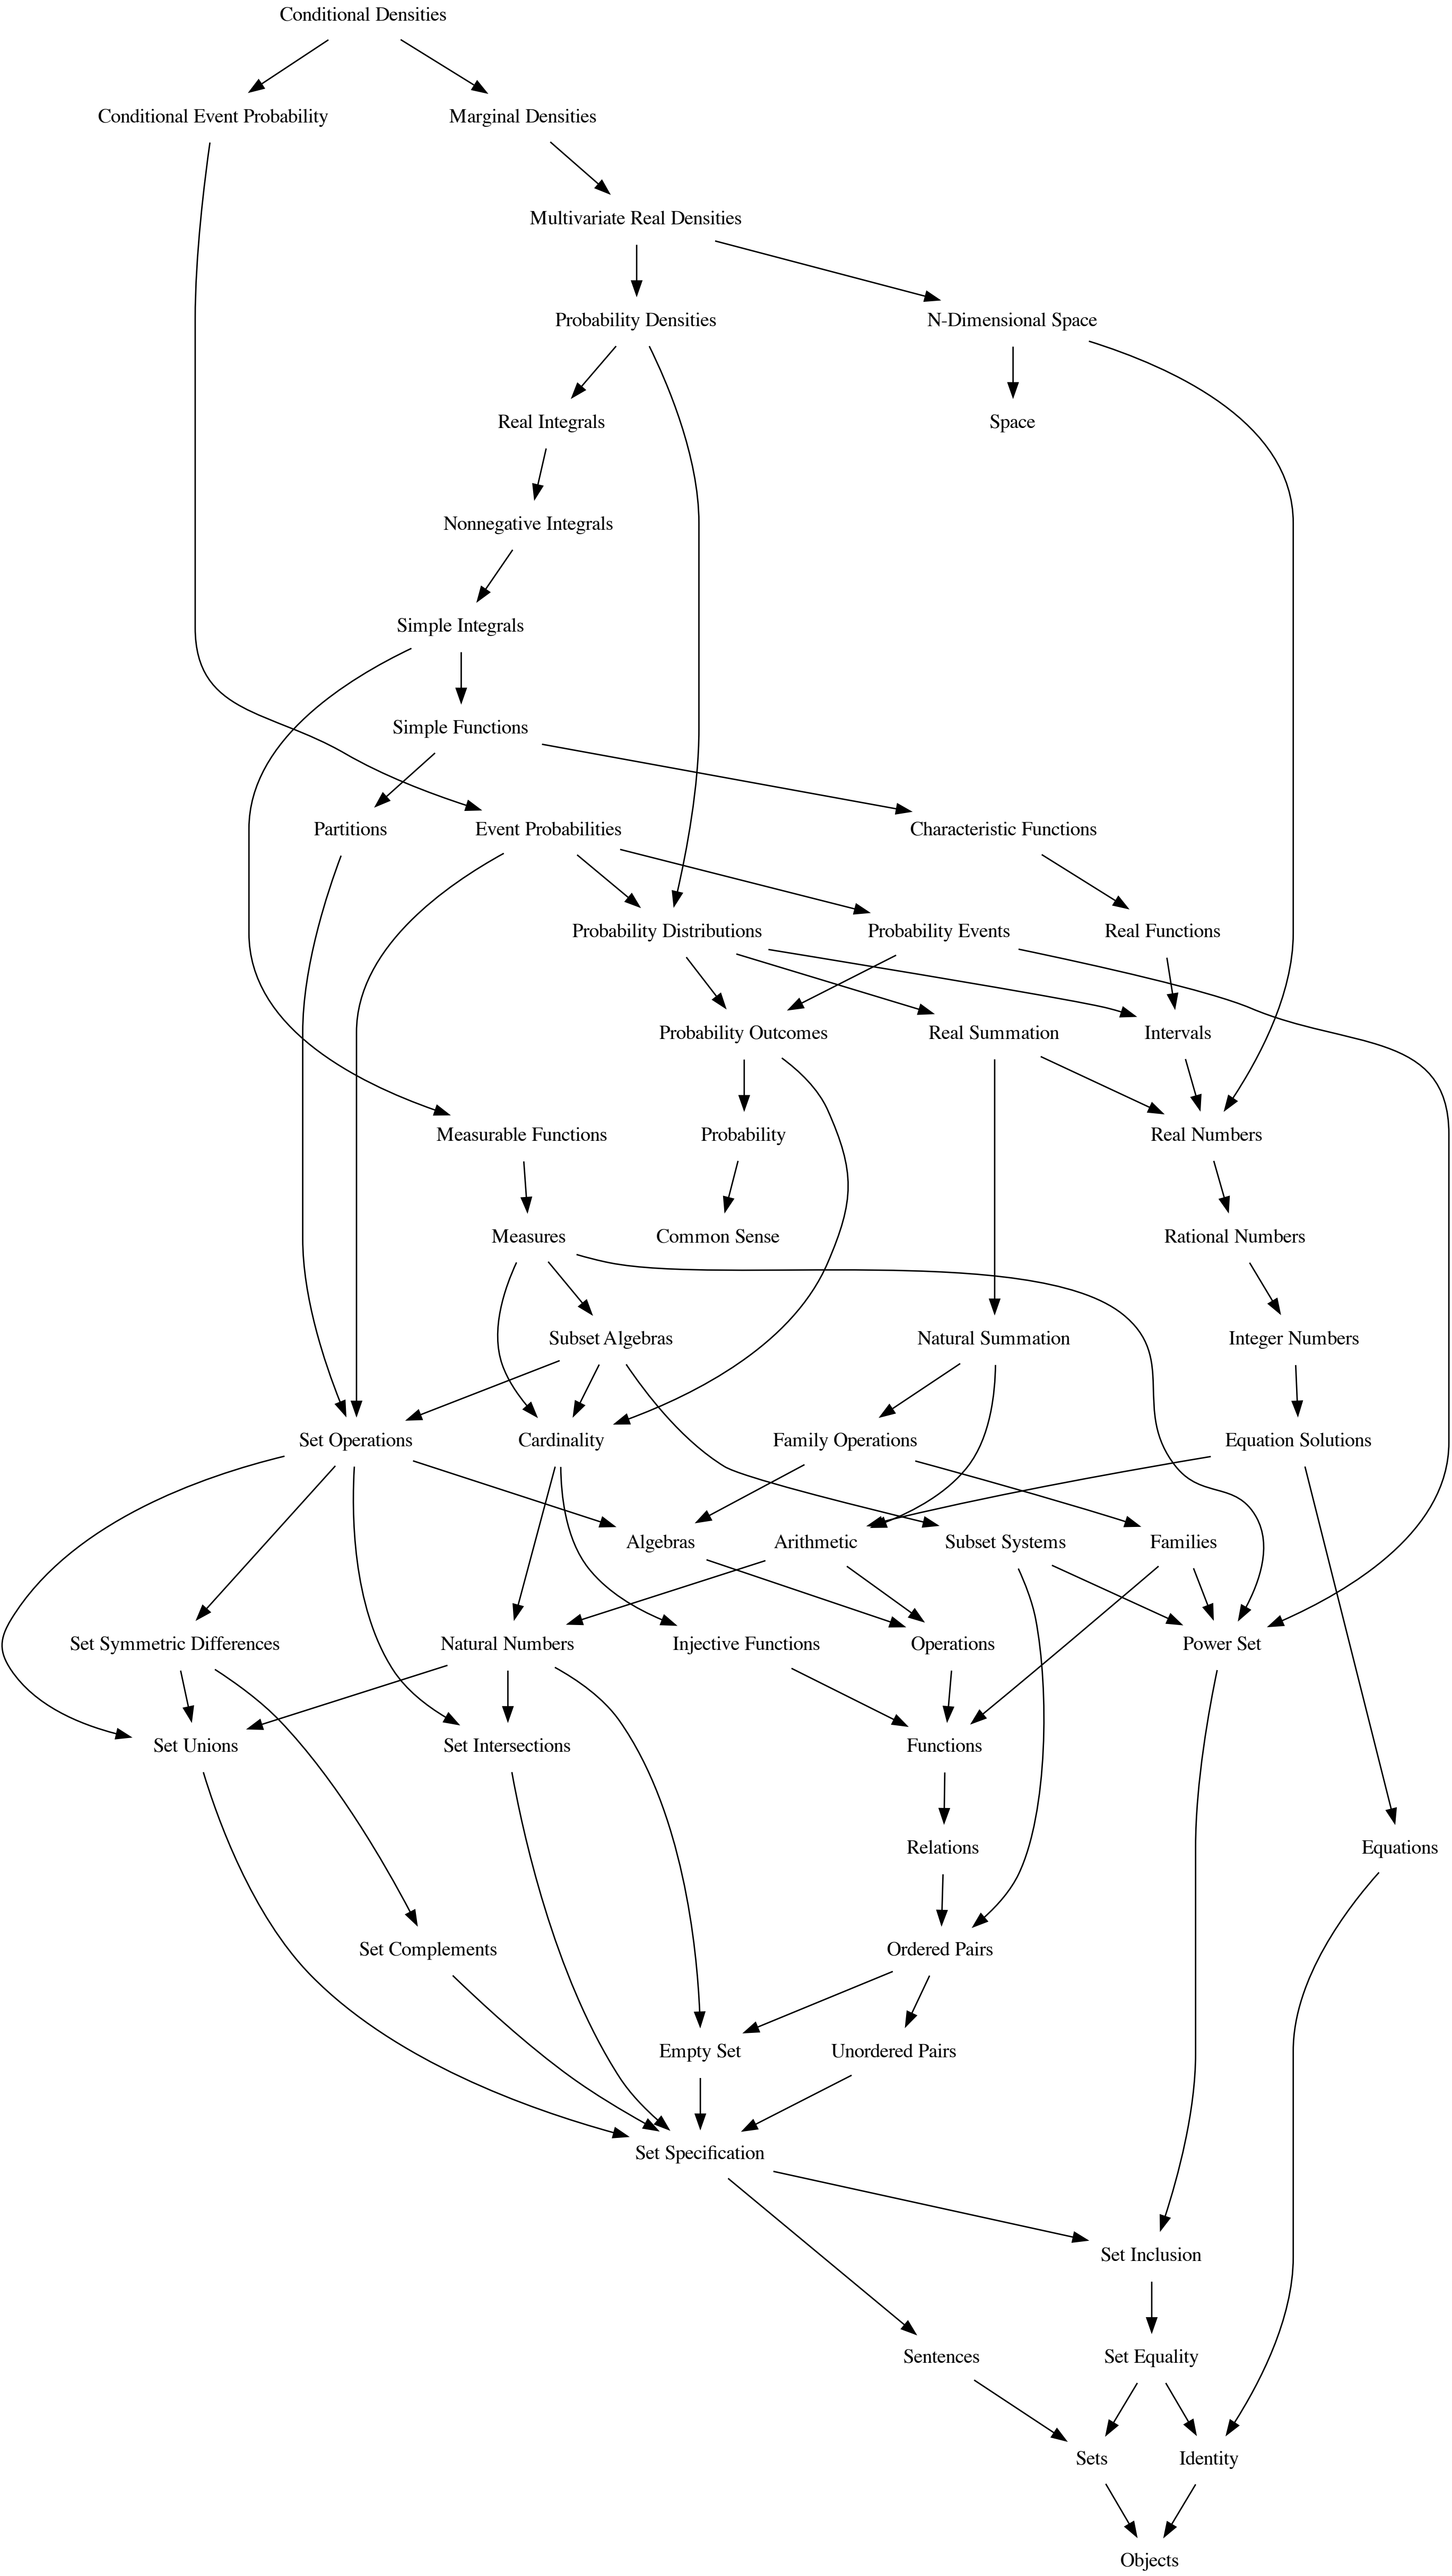 Conditional Densities
Conditional Event Probability
Marginal Densities
Multivariate Real Densities
Probability Densities
N-Dimensional Space
Real Integrals
Space
Nonnegative Integrals
Simple Integrals
Simple Functions
Partitions
Event Probabilities
Characteristic Functions
Probability Distributions
Probability Events
Real Functions
Probability Outcomes
Real Summation
Intervals
Measurable Functions
Probability
Real Numbers
Measures
Common Sense
Rational Numbers
Subset Algebras
Natural Summation
Integer Numbers
Set Operations
Cardinality
Family Operations
Equation Solutions
Algebras
Arithmetic
Subset Systems
Families
Set Symmetric Differences
Natural Numbers
Injective Functions
Operations
Power Set
Set Unions
Set Intersections
Functions
Relations
Equations
Set Complements
Ordered Pairs
Empty Set
Unordered Pairs
Set Specification
Set Inclusion
Sentences
Set Equality
Sets
Identity
Objects